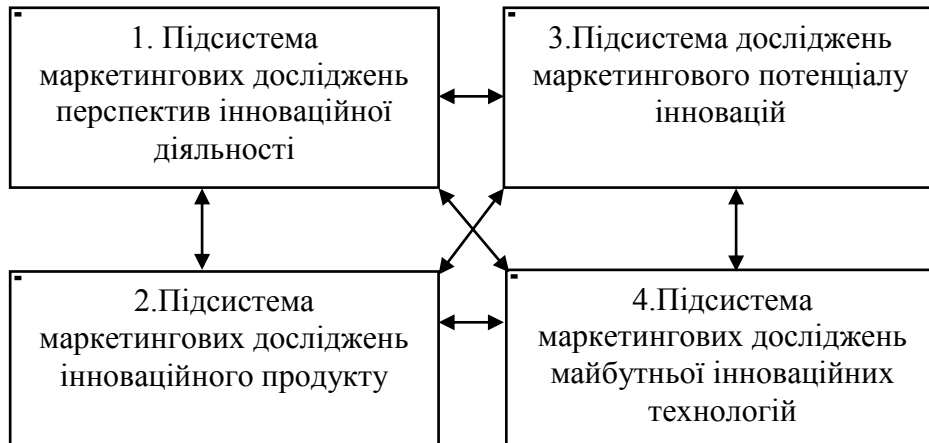 1. Підсистема
маркетингових досліджень
перспектив інноваційної
діяльності
3.Підсистема досліджень
маркетингового потенціалу
інновацій
2.Підсистема
маркетингових досліджень
інноваційного продукту
4.Підсистема
маркетингових досліджень
майбутньої інноваційних
технологій